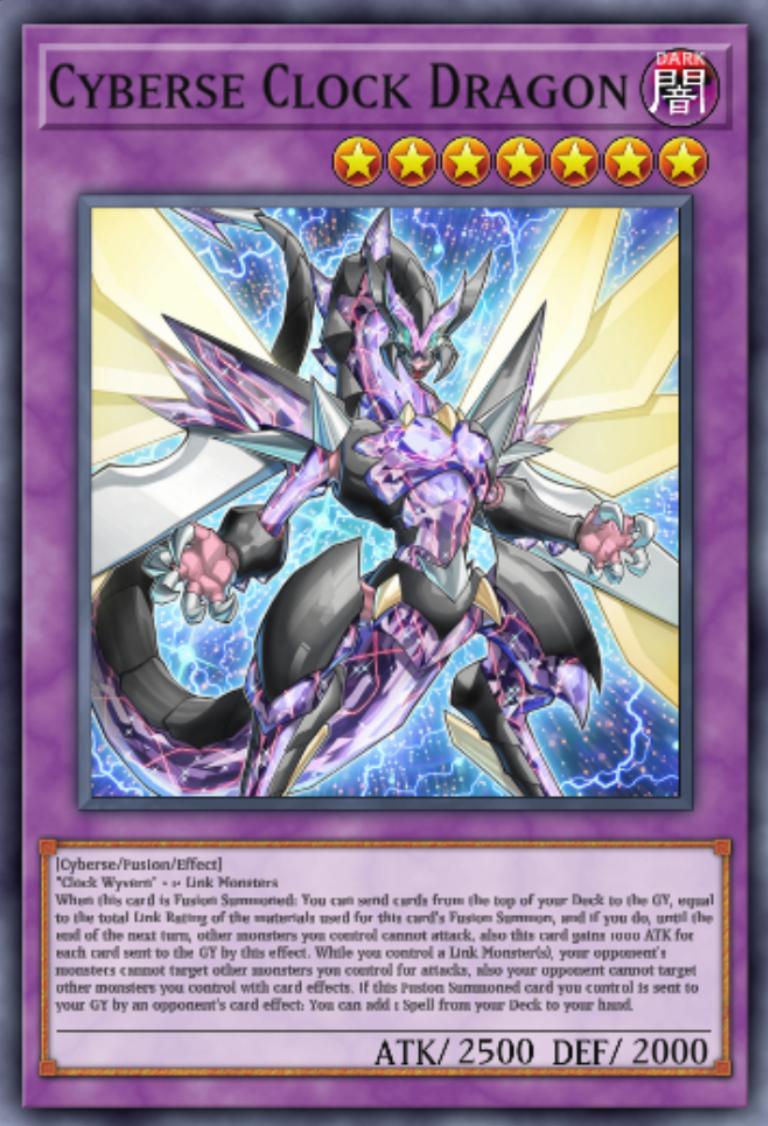 CYBERSE CLOCK DRAGON
DARK
闇
[Cyberse/Fusion/Effect]
"Clock Wyvern" + 1+ Link Monsters
When this card is Fusion Summoned: You can send cards from the top of your Deck to the GY, equal
to the total Link Rating of the materials used for this card's Fusion Summon, and if you do, until the
end of the next turn, other monsters you control cannot attack, also this card gains 1000 ATK for
each card sent to the GY by this effect. While you control a Link Monster(s), your opponent's
monsters cannot target other monsters you control for attacks, also your opponent cannot target
other monsters you control with card effects. If this Fusion Summoned card you control is sent to
your GY by an opponent's card effect: You can add 1 Spell from your Deck to your hand.
ATK/ 2500 DEF/ 2000